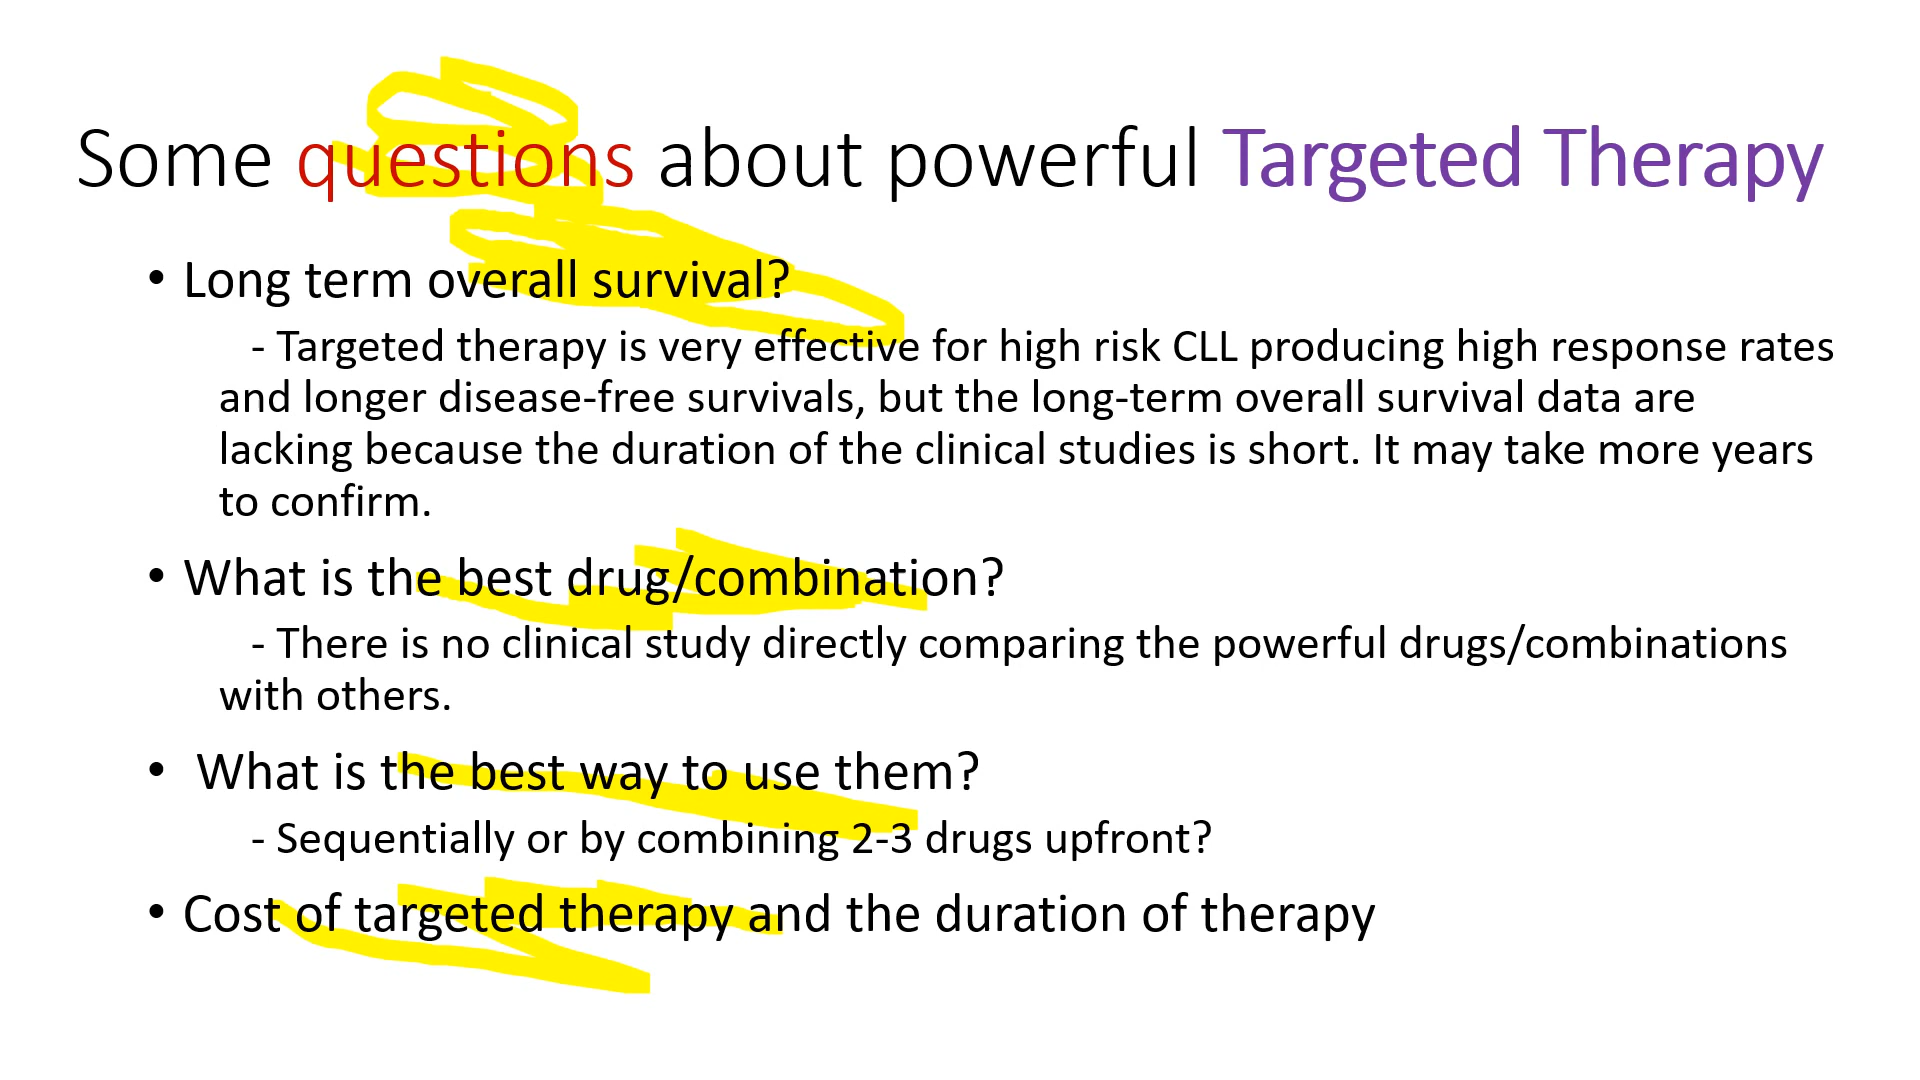 Some questions about powerful Targeted Therapy
• Long term overall survival?
- Targeted therapy is very effective for high risk CLL producing high response rates
and longer disease-free survivals, but the long-term overall survival data are
lacking because the duration of the clinical studies is short. It may take more years
to confirm.
• What is the best drug/combination?
- There is no clinical study directly comparing the powerful drugs/combinations
with others.
• What is the best way to use them?
- Sequentially or by combining 2-3 drugs upfront?
• Cost of targeted therapy and the duration of therapy